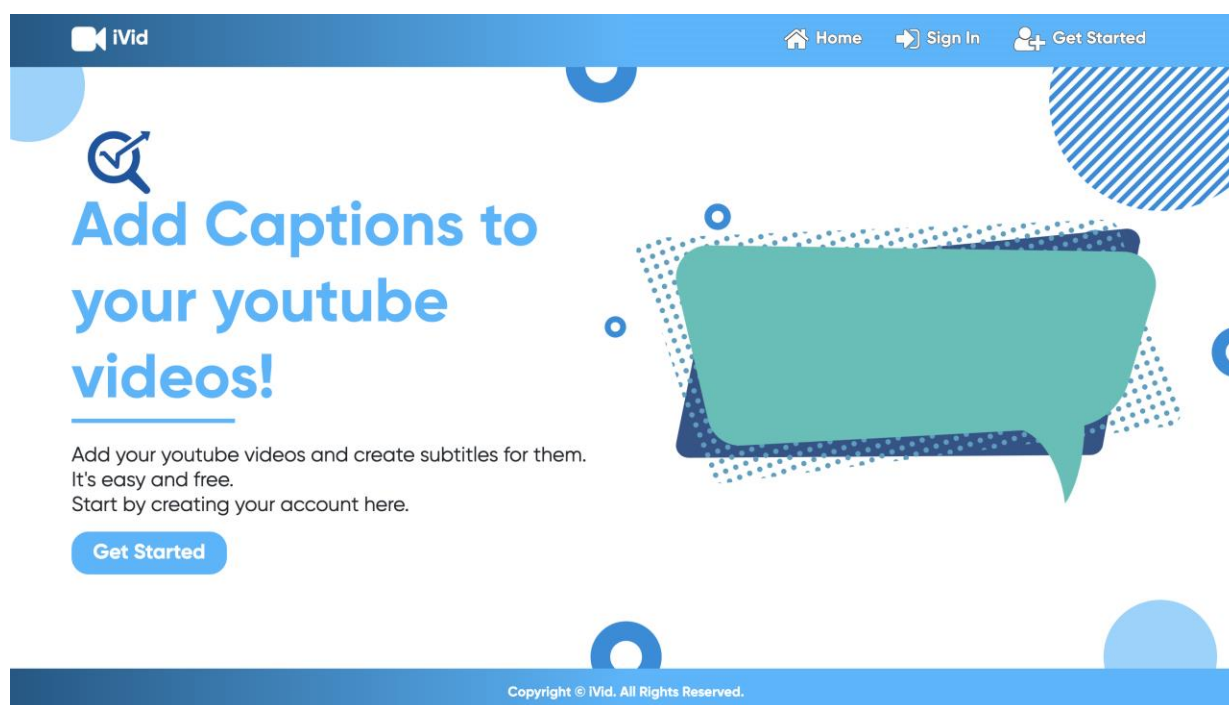 iVid
Home
Sign In
Get Started
Add Captions to
your youtube
videos!
Add your youtube videos and create subtitles for them.
It's easy and free.
Start by creating your account here.
Get Started
Copyright © iVid. All Rights Reserved.